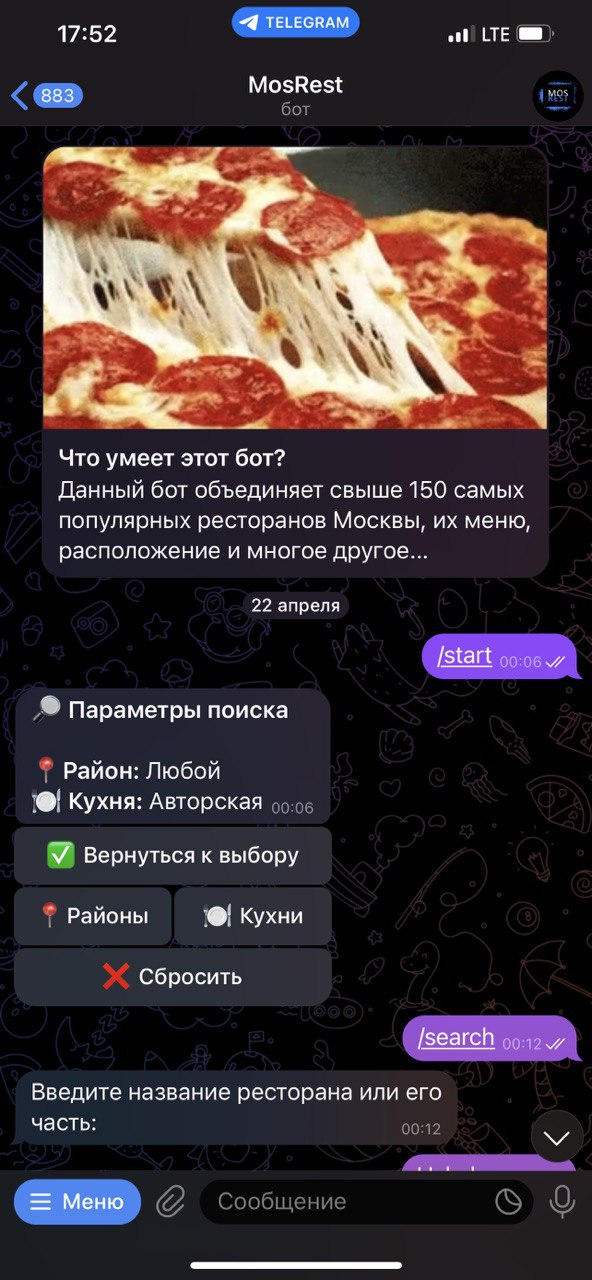 17:52
TELEGRAM
LTE
883
MosRest
бот
MOS
REST
Что умеет этот бот?
Данный бот объединяет свыше 150 самых
популярных ресторанов Москвы, их меню,
расположение и многое другое...
22 апреля
/start 00:06
Параметры поиска
Район: Любой
Кухня: Авторская 00:06
Вернуться к выбору
Районы
Кухни
Сбросить
/search 00:12
Введите название ресторана или его
часть:
00:12
Меню
Сообщение